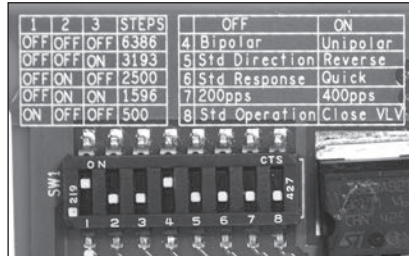 1 2 3 STEPS
OFF OFF OFF 6386
OFF OFF ON 3193
OFF ON OFF 2500
OFF ON ON 1596
ON OFF OFF 500
OFF ON
4 Bipolar Unipolar
5 Std Direction Reverse
6 Std Response Quick
7 200pps 400pps
8 Std Operation Close VLV
SW1
ON CTS
219 427
1 2 3 4 5 6 7 8